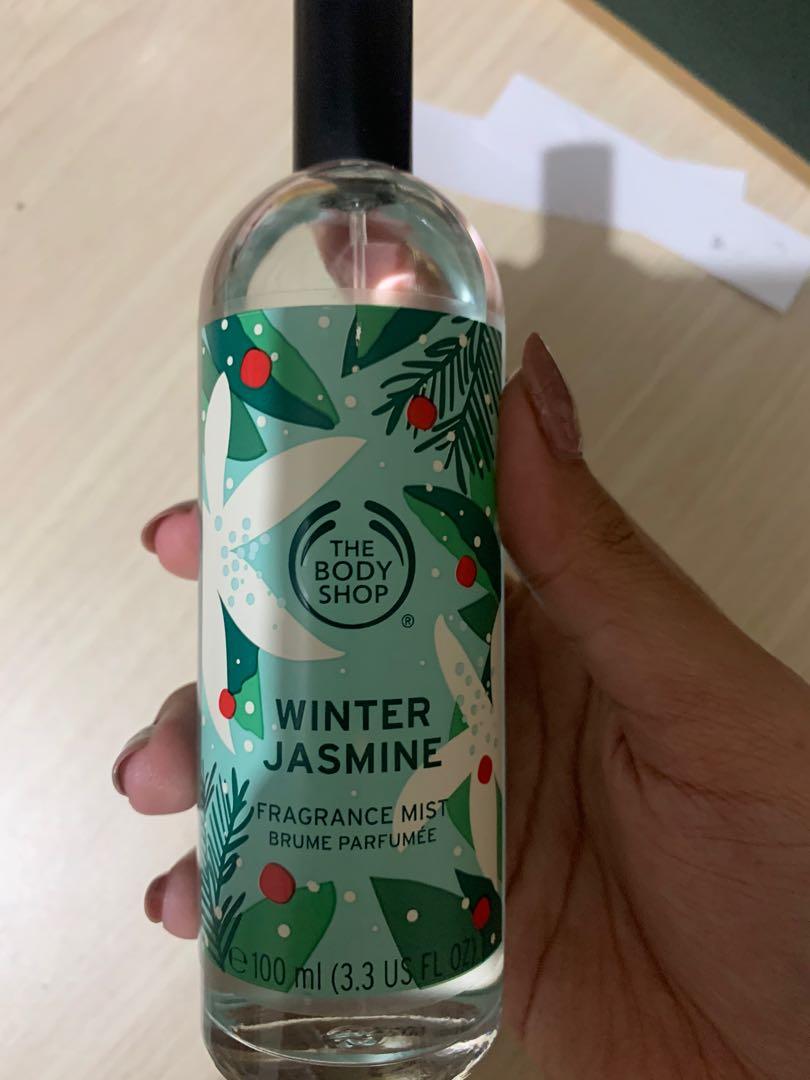 THE
BODY
SHOP
®
WINTER
JASMINE
FRAGRANCE MIST
BRUME PARFUMÉE
℮100 ml (3.3 US FL OZ)